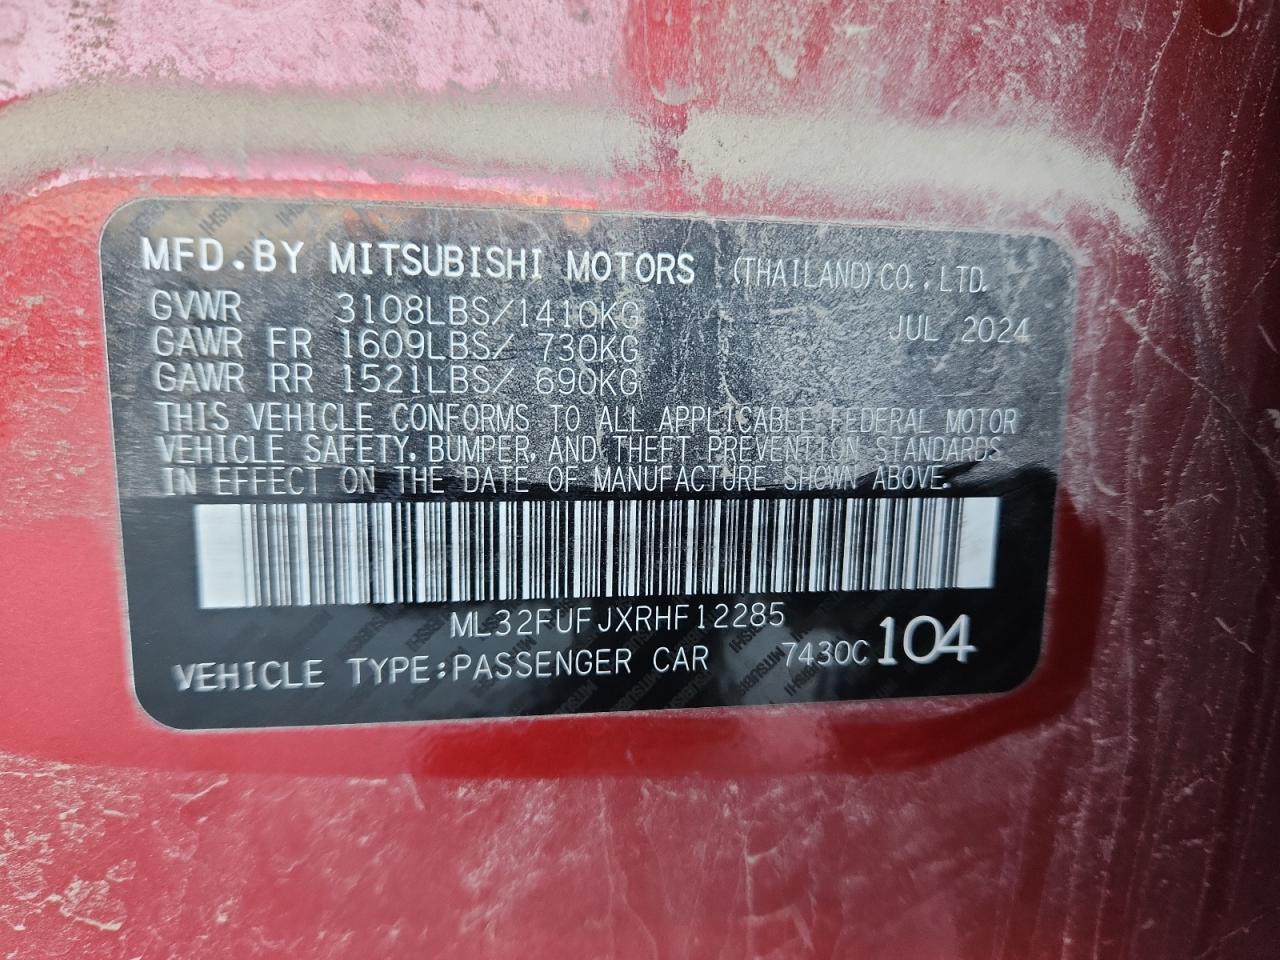 MFD.BY MITSUBISHI MOTORS (THAILAND)CO.,LTD.
GVWR 3108LBS/1410KG JUL 2024
GAWR FR 1609LBS/ 730KG
GAWR RR 1521LBS/ 690KG
THIS VEHICLE CONFORMS TO ALL APPLICABLE FEDERAL MOTOR
VEHICLE SAFETY, BUMPER, AND THEFT PREVENTION STANDARDS
IN EFFECT ON THE DATE OF MANUFACTURE SHOWN ABOVE.
ML32FUFJXRHF12285
VEHICLE TYPE:PASSENGER CAR 7430C 104